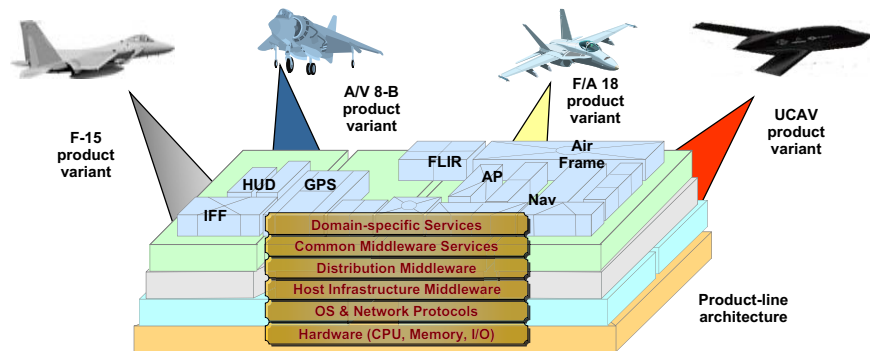 F-15
product
variant
A/V 8-B
product
variant
F/A 18
product
variant
UCAV
product
variant
FLIR
Air
Frame
HUD
GPS
AP
IFF
Nav
Domain-specific Services
Common Middleware Services
Distribution Middleware
Host Infrastructure Middleware
OS & Network Protocols
Hardware (CPU, Memory, I/O)
Product-line
architecture